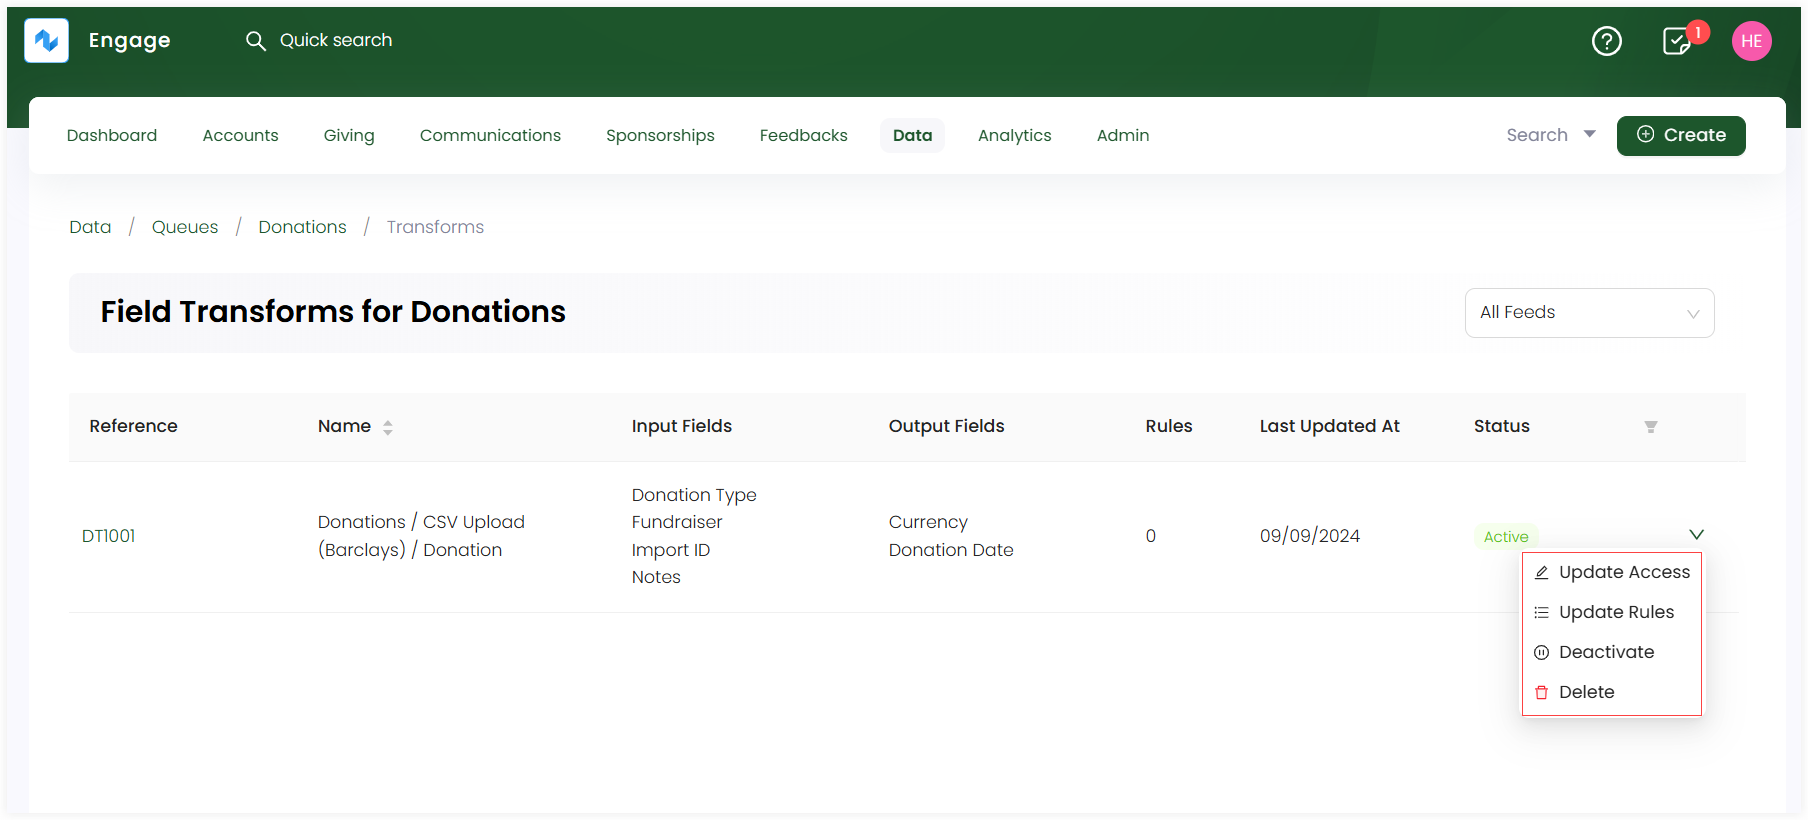 Engage
Quick search
1
HE
Dashboard
Accounts
Giving
Communications
Sponsorships
Feedbacks
Data
Analytics
Admin
Search
Create
Data / Queues / Donations / Transforms
Field Transforms for Donations
All Feeds
Reference
Name
Input Fields
Output Fields
Rules
Last Updated At
Status
DT1001
Donations / CSV Upload
(Barclays) / Donation
Donation Type
Fundraiser
Import ID
Notes
Currency
Donation Date
0
09/09/2024
Active
Update Access
Update Rules
Deactivate
Delete